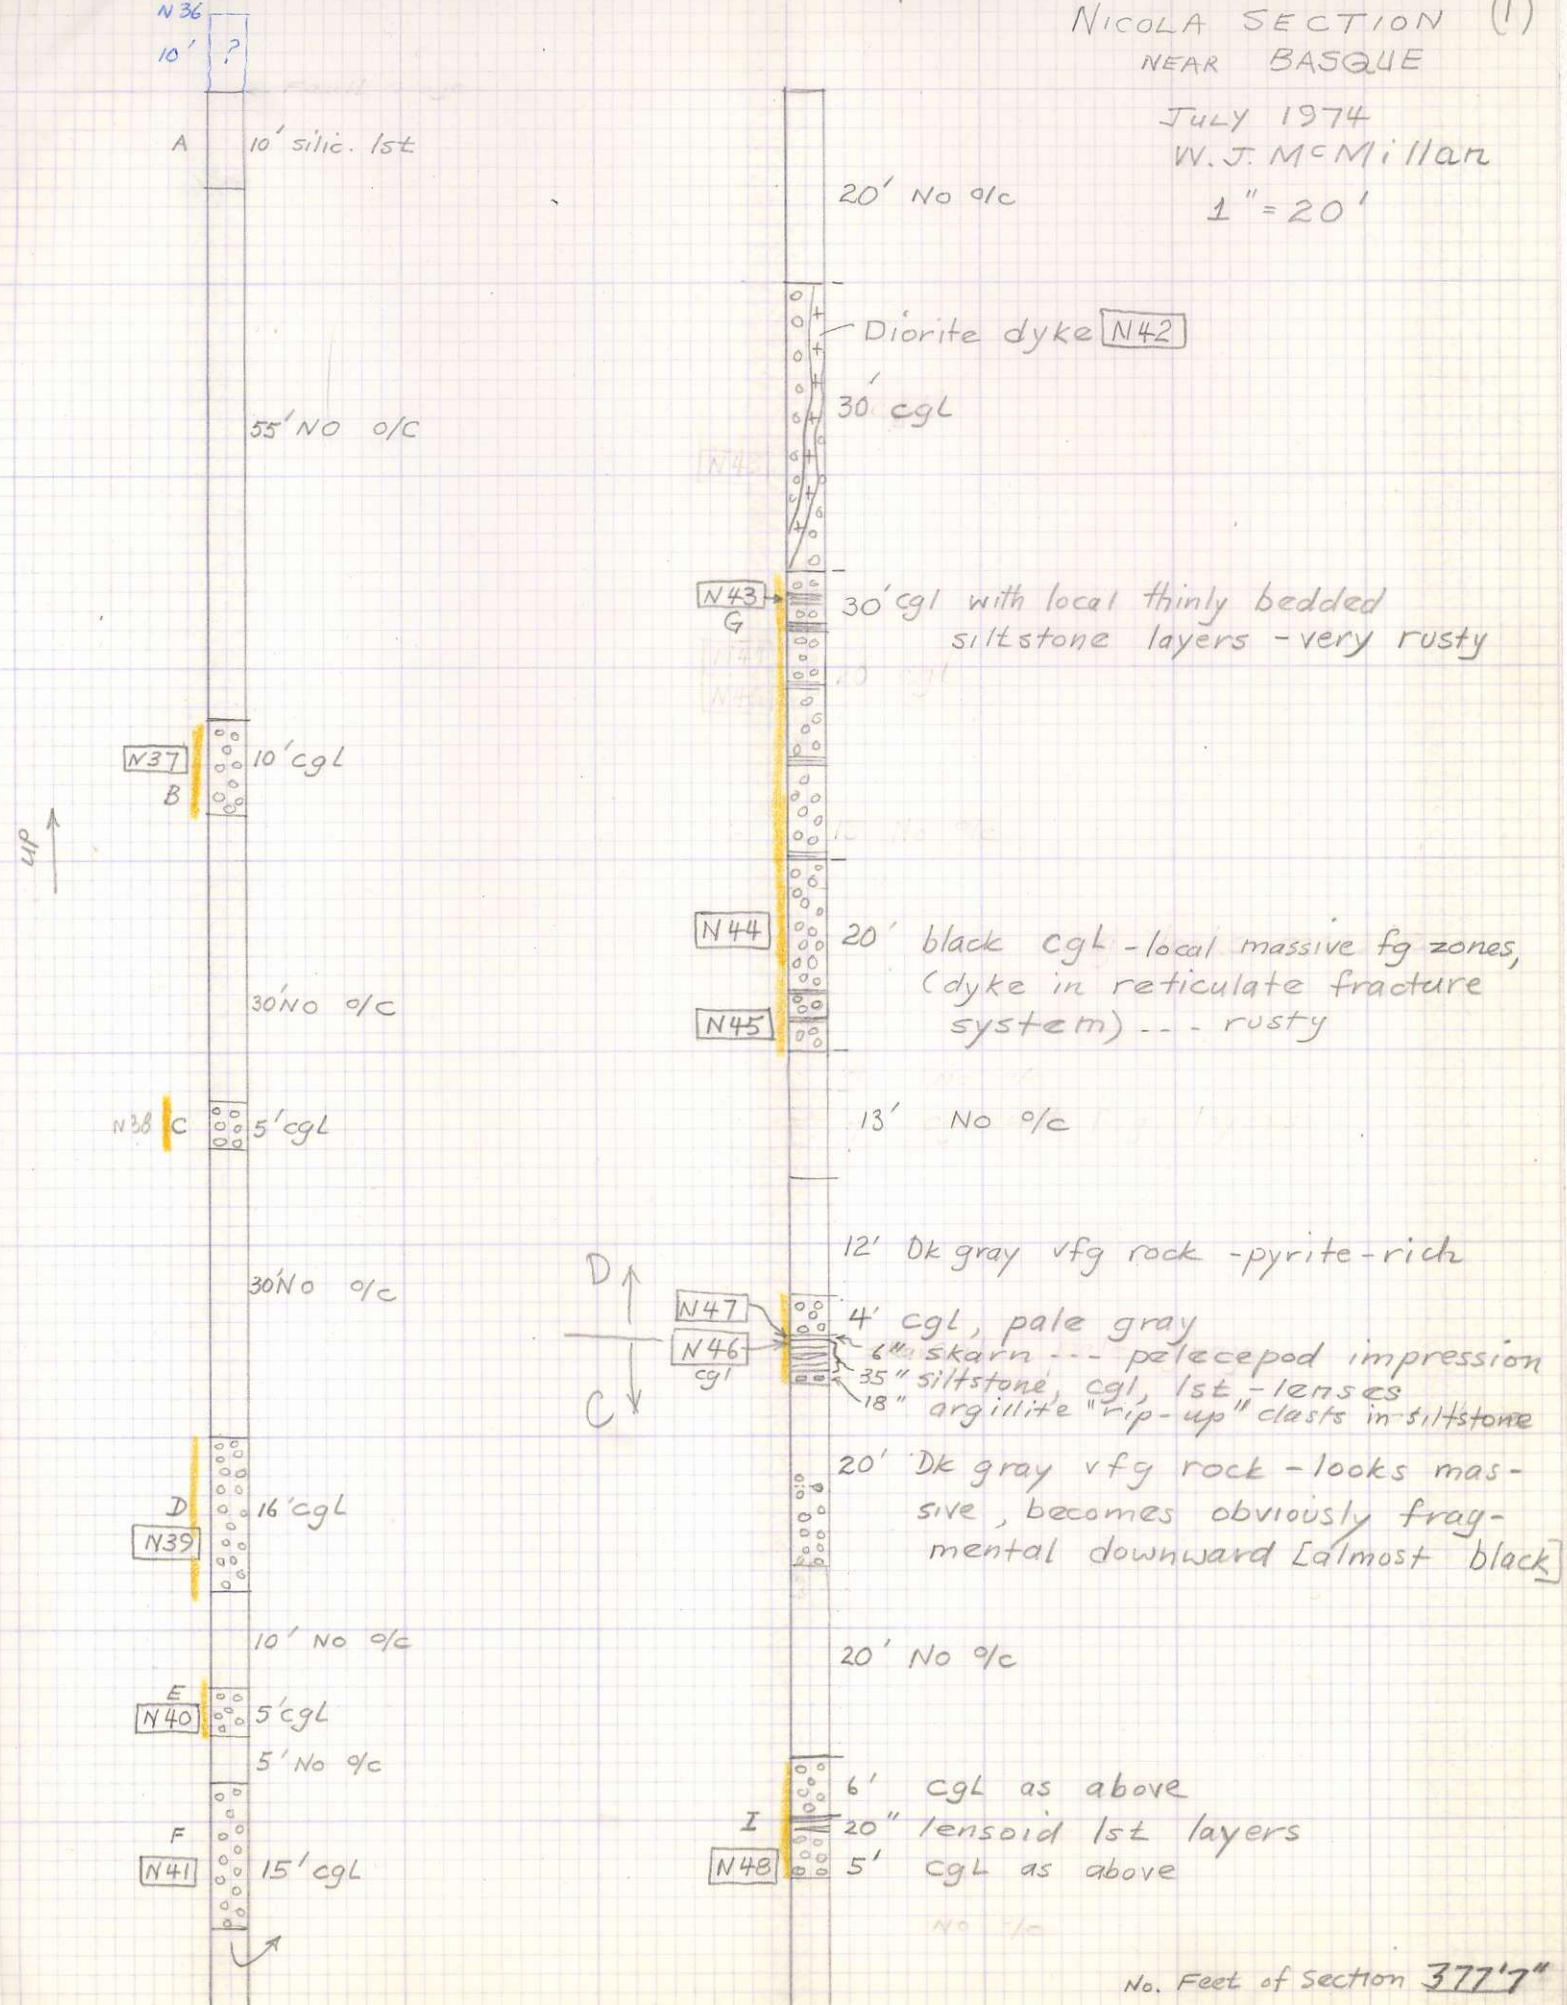 NICOLA SECTION (1)
NEAR BASQUE
JULY 1974
W.J. McMillan
1" = 20'
N36
10' ?
A 10' silic. lst
55' NO O/C
N37 10' cgl
B
UP
30' NO O/C
N38 C 5' cgl
30' NO O/C
D 16' cgl
N39
10' NO O/C
E
N40 5' cgl
5' No O/C
F
N41 15' cgl
20' No O/C
Diorite dyke N42
30' cgl
N43 30' cgl with local thinly bedded
G siltstone layers - very rusty
N44 20' black cgl - local massive fg zones,
(dyke in reticulate fracture
N45 system) --- rusty
13' No O/C
12' Dk gray vfg rock - pyrite-rich
D
N47 4' cgl, pale gray
N46 6" skarn --- pelecepod impression
cgl 35" siltstone, cgl, lst - lenses
C 18" argillite "rip-up" clasts in siltstone
20' Dk gray vfg rock - looks mas-
sive, becomes obviously frag-
mental downward [almost black]
20' No O/C
6' cgl as above
I 20" lensoid lst layers
N48 5' cgl as above
No. Feet of Section 377'7"